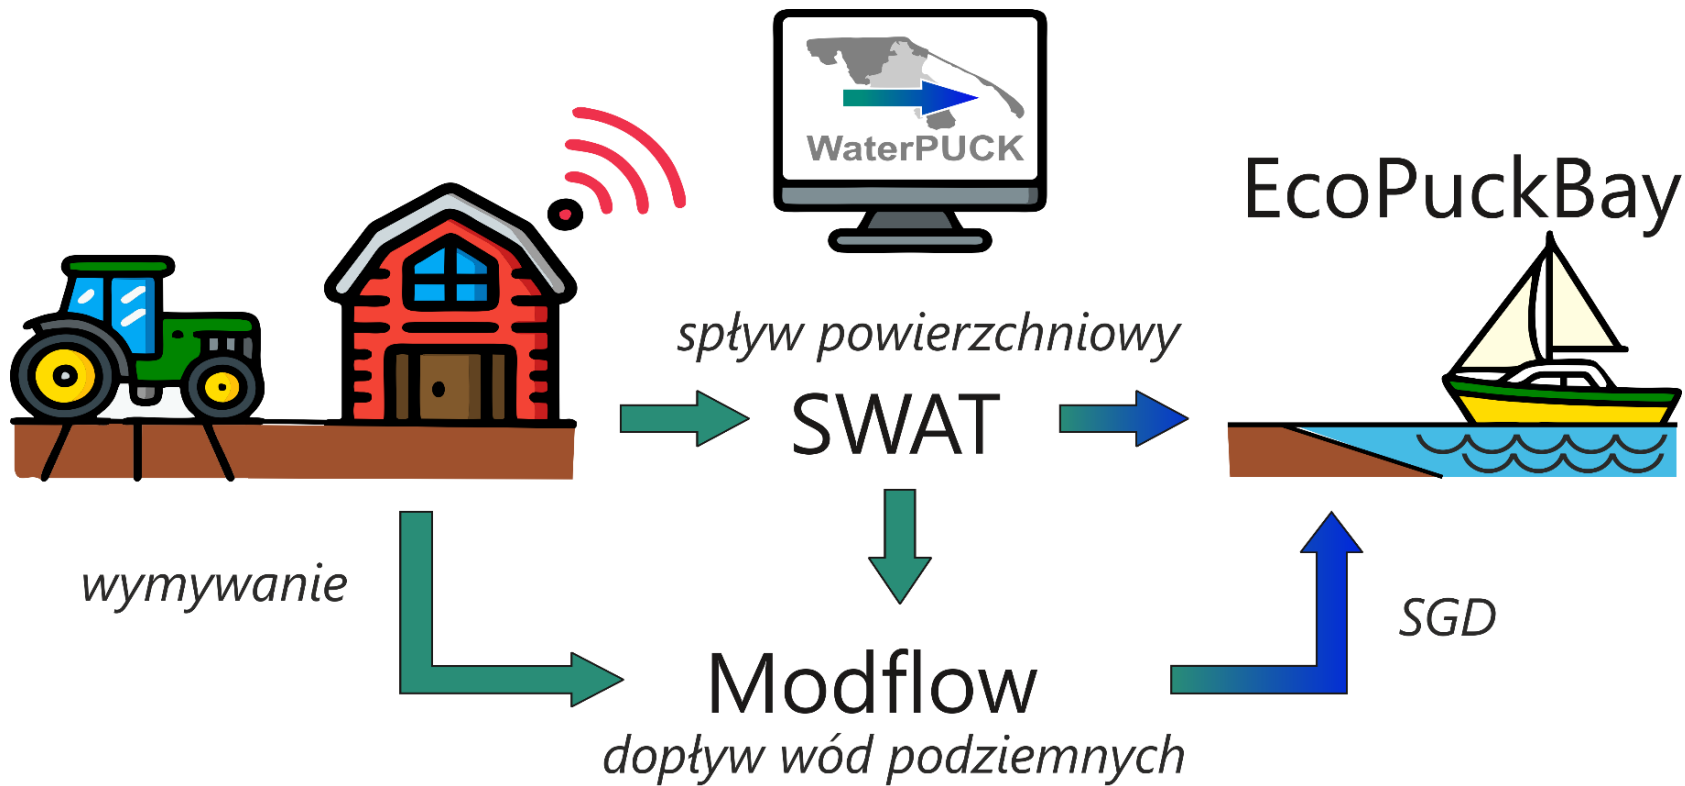 WaterPUCK
EcoPuckBay
spływ powierzchniowy
SWAT
wymywanie
SGD
Modflow
dopływ wód podziemnych